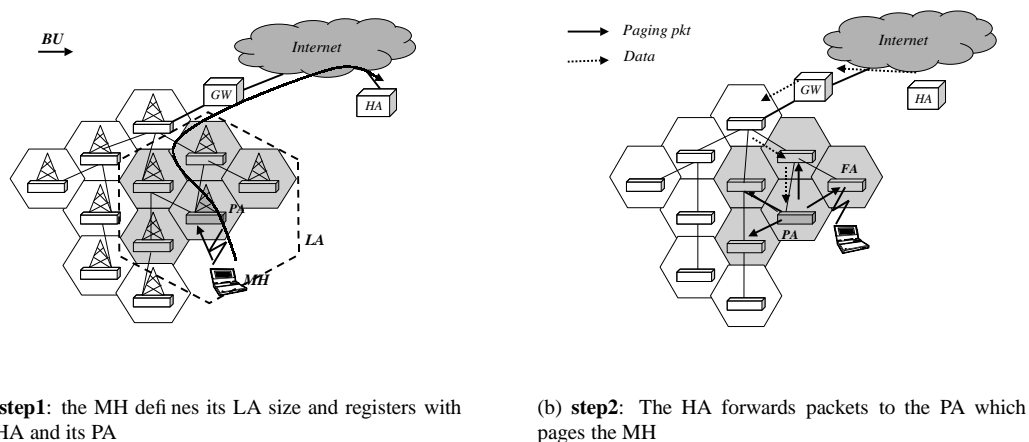 BU
Internet
GW
HA
PA
LA
MH
step1: the MH defines its LA size and registers with
HA and its PA
Paging pkt
Data
Internet
GW
HA
FA
PA
(b) step2: The HA forwards packets to the PA which
pages the MH